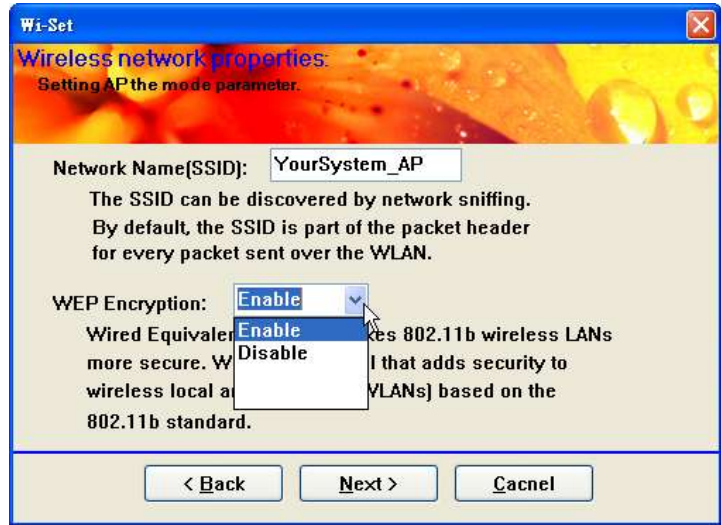 Wi-Set
Wireless network properties:
Setting AP the mode parameter.
Network Name(SSID): YourSystem_AP
The SSID can be discovered by network sniffing.
By default, the SSID is part of the packet header
for every packet sent over the WLAN.
WEP Encryption: Enable
Enable
Disable
Wired 802.11b wireless LANs
more secure. that adds security to
wireless local based on the
802.11b standard.
< Back Next > Cacnel